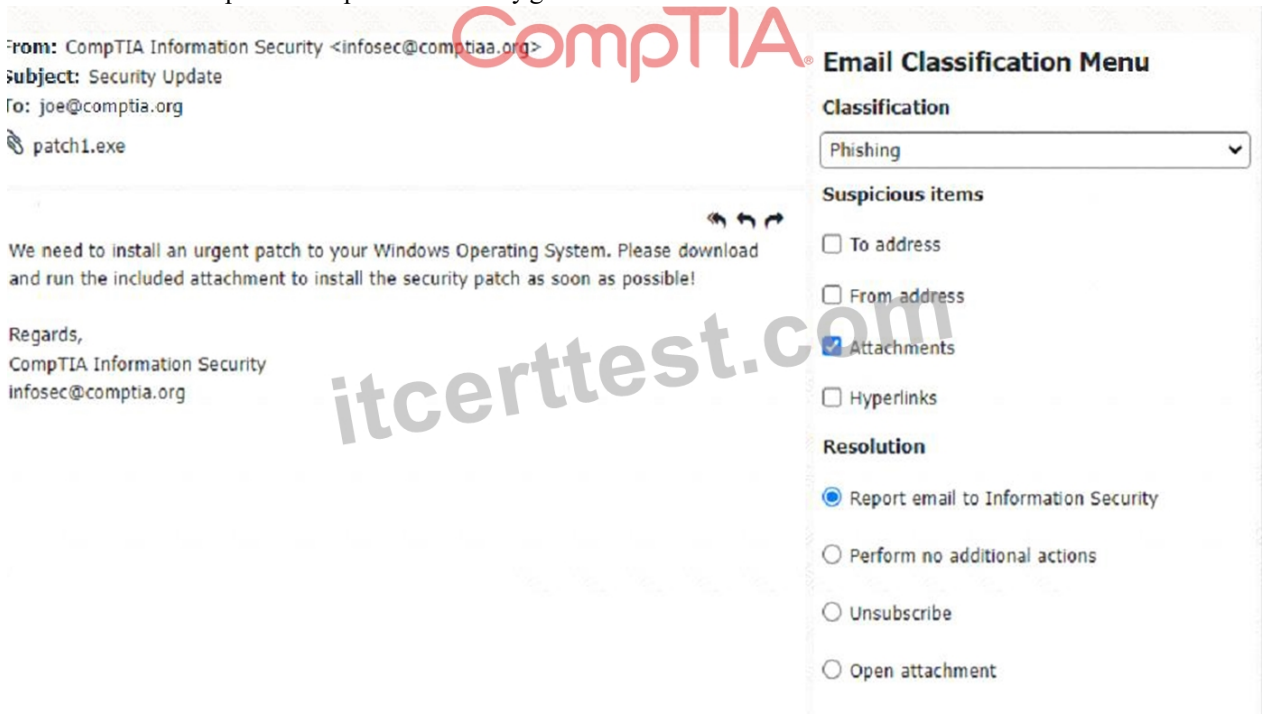 CompTIA®
From: CompTIA Information Security <infosec@comptiaa.org>
Subject: Security Update
To: joe@comptia.org
patch1.exe
We need to install an urgent patch to your Windows Operating System. Please download
and run the included attachment to install the security patch as soon as possible!
Regards,
CompTIA Information Security
infosec@comptia.org
Email Classification Menu
Classification
Phishing
Suspicious items
To address
From address
Attachments
Hyperlinks
Resolution
Report email to Information Security
Perform no additional actions
Unsubscribe
Open attachment
itcerttest.com